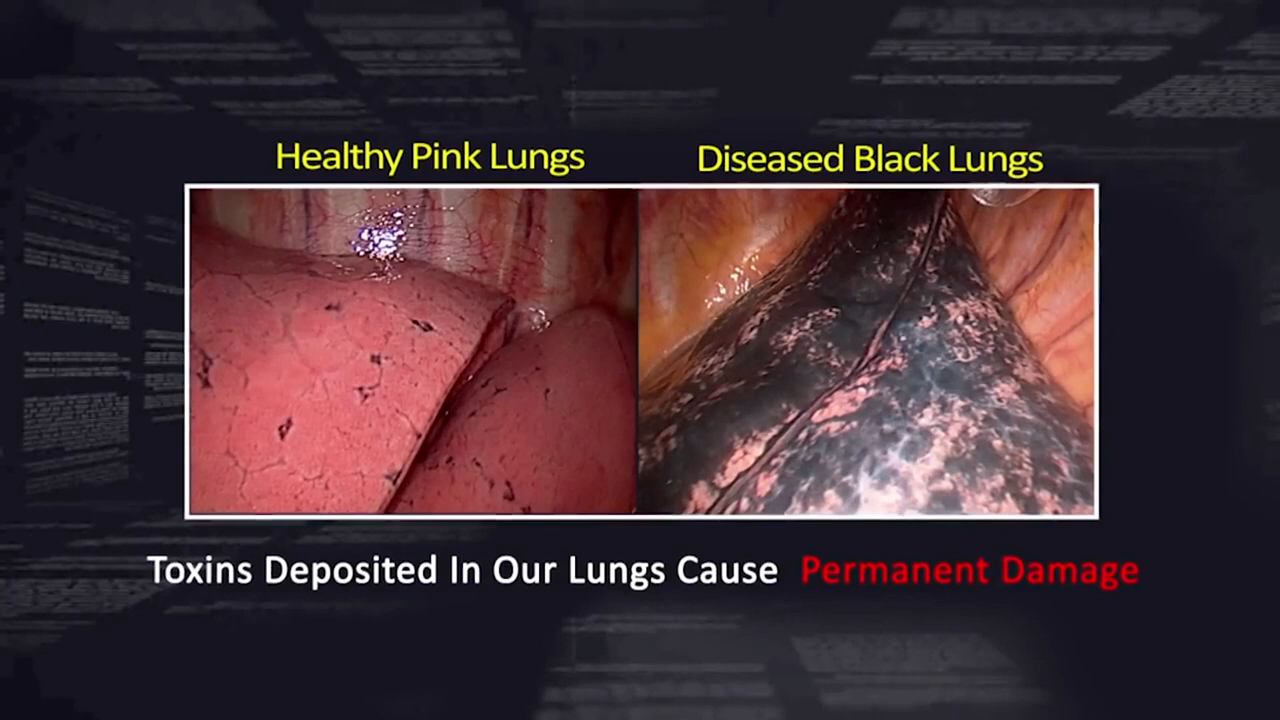 Healthy Pink Lungs
Diseased Black Lungs
Toxins Deposited In Our Lungs Cause Permanent Damage